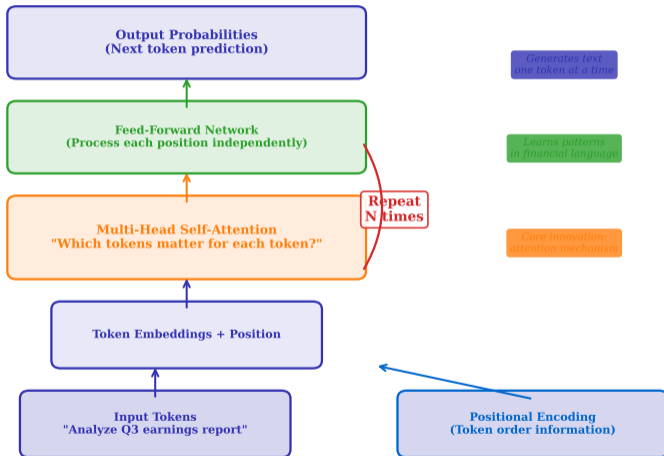 Output Probabilities
(Next token prediction)
Generates text
one token at a time
Feed-Forward Network
(Process each position independently)
Learns patterns
in financial language
Repeat
N times
Multi-Head Self-Attention
"Which tokens matter for each token?"
Core innovation:
attention mechanism
Token Embeddings + Position
Input Tokens
"Analyze Q3 earnings report"
Positional Encoding
(Token order information)